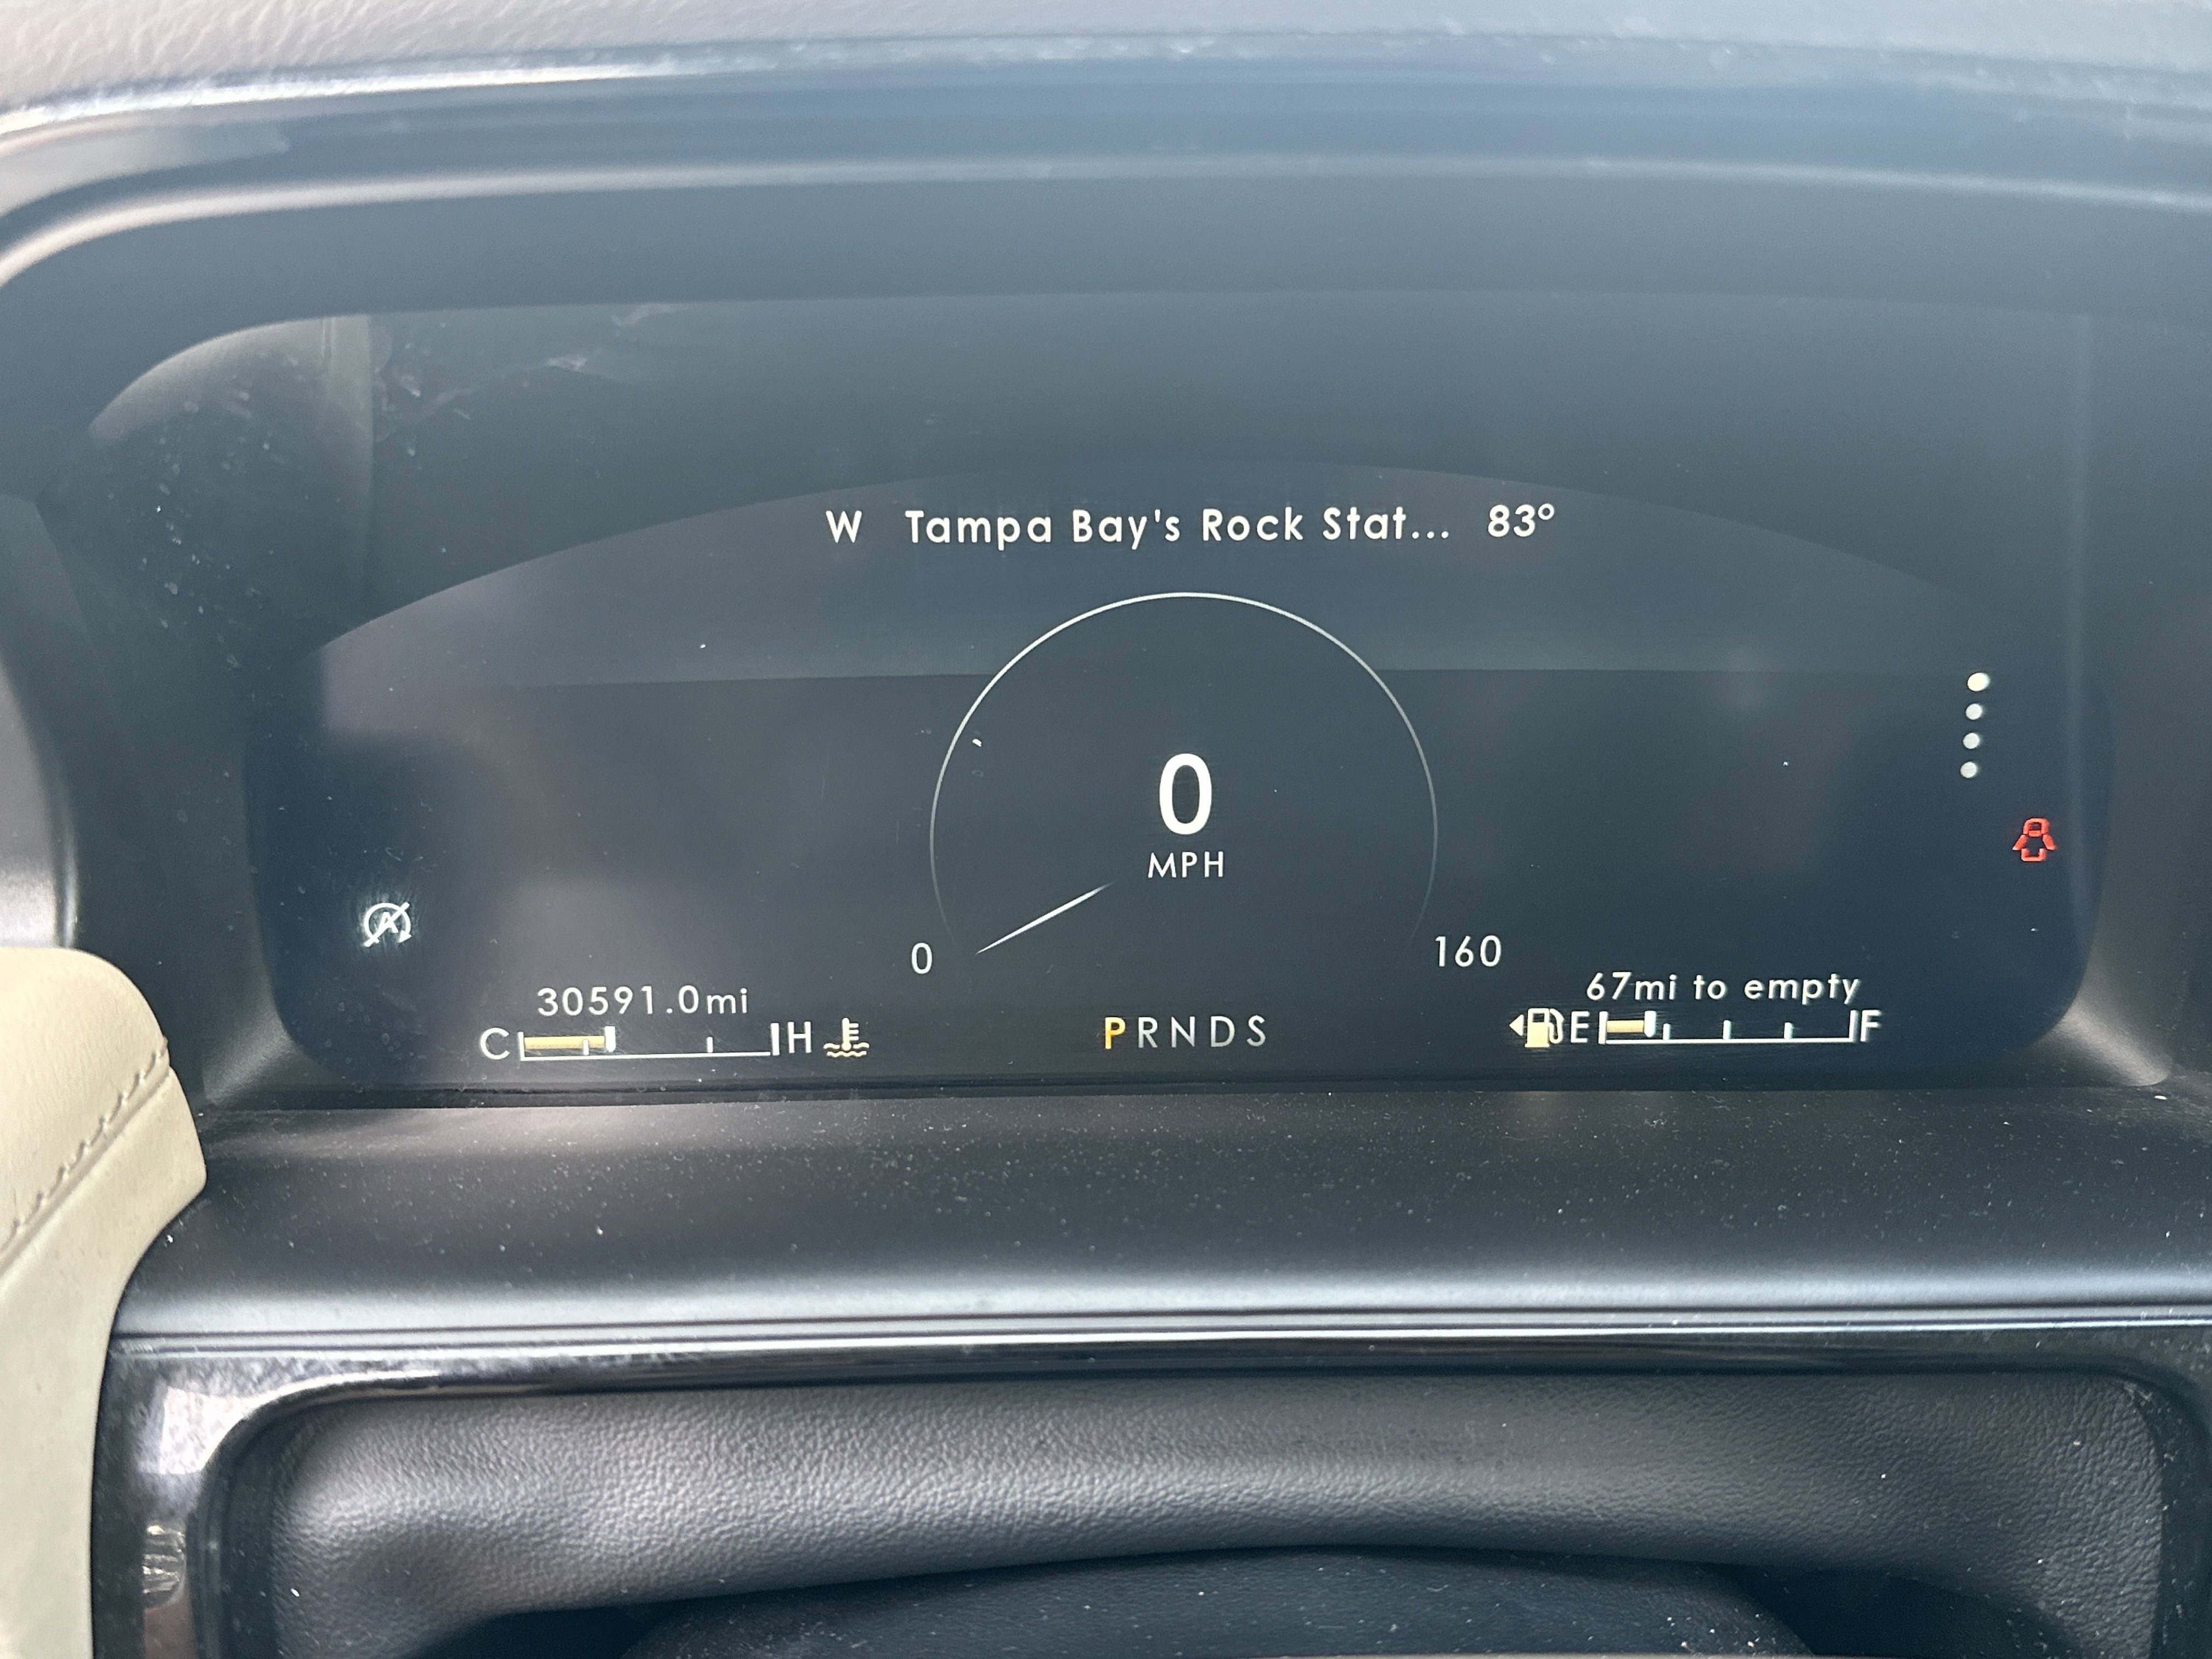 W Tampa Bay's Rock Stat... 83°
0
MPH
0 160
30591.0mi
67mi to empty
C H
PRNDS
E F